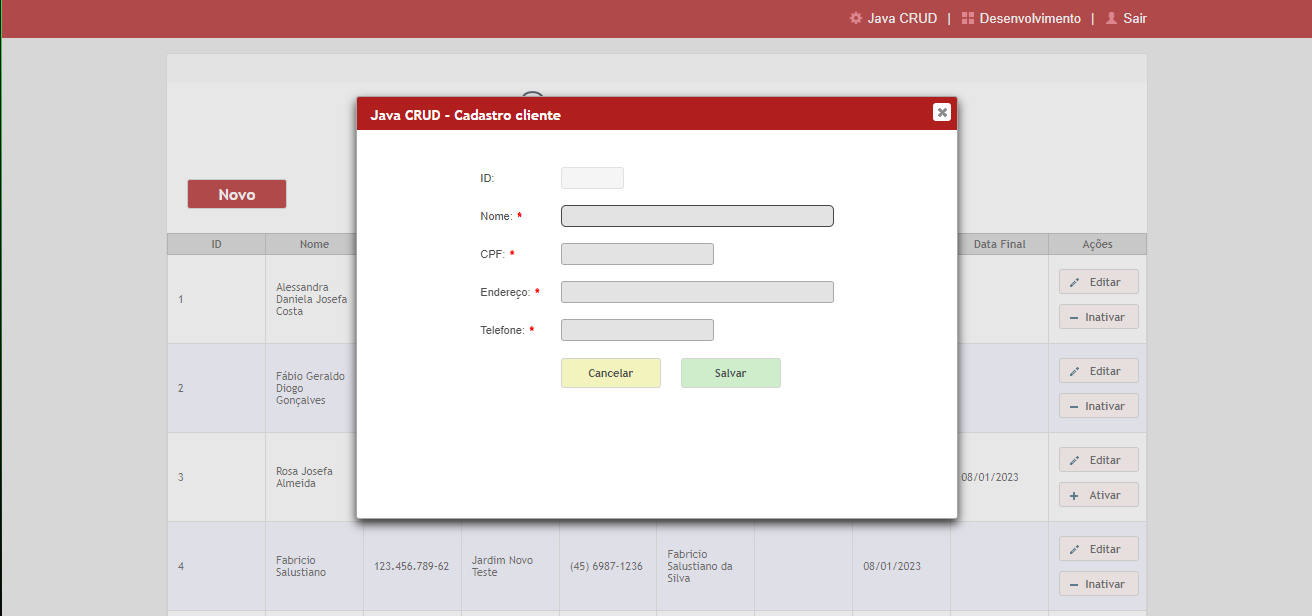 Java CRUD | Desenvolvimento | Sair
Java CRUD - Cadastro cliente
ID:
Nome: *
CPF: *
Endereço: *
Telefone: *
Cancelar Salvar
Novo
ID Nome Data Final Ações
1
Alessandra
Daniela Josefa
Costa
Editar
Inativar
2
Fábio Geraldo
Diogo
Gonçalves
Editar
Inativar
3
Rosa Josefa
Almeida
08/01/2023
Editar
Ativar
4
Fabricio
Salustiano
123.456.789-62
Jardim Novo
Teste
(45) 6987-1236
Fabricio
Salustiano da
Silva
08/01/2023
Editar
Inativar